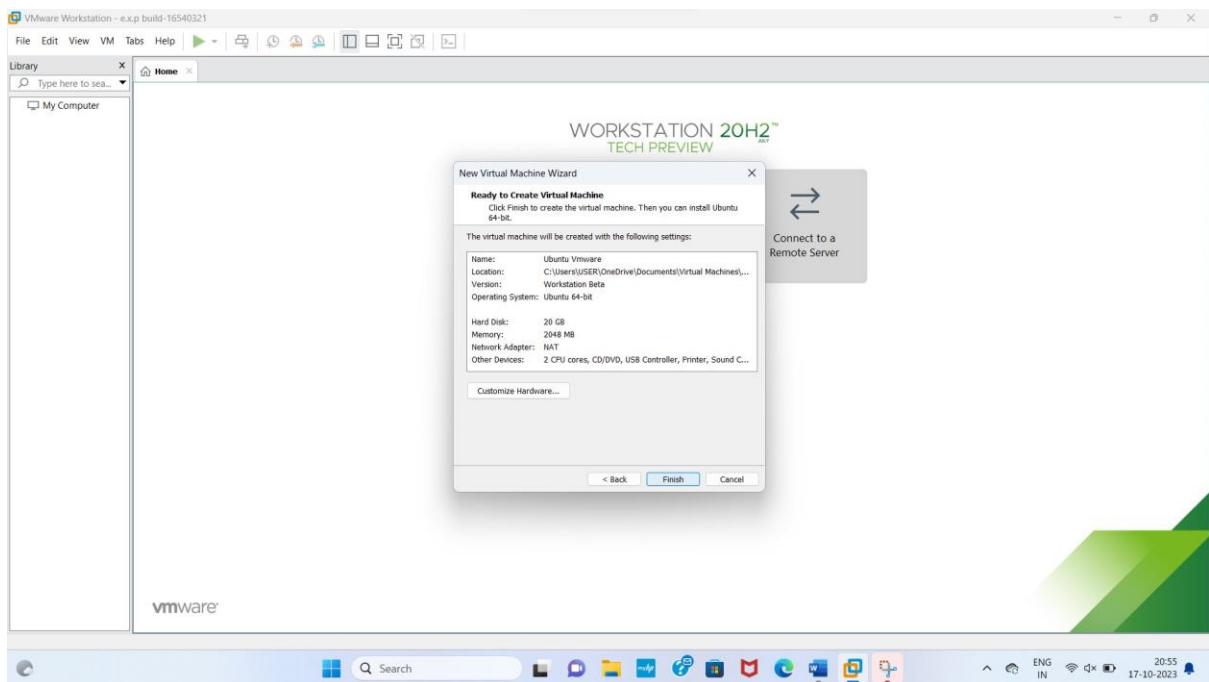 VMware Workstation - e.x.p build-16540321
File Edit View VM Tabs Help
Library X
Type here to sea...
My Computer
Home
WORKSTATION 20H2™
TECH PREVIEW
New Virtual Machine Wizard
Ready to Create Virtual Machine
Click Finish to create the virtual machine. Then you can install Ubuntu
64-bit.
The virtual machine will be created with the following settings:
Name: Ubuntu Vmware
Location: C:\Users\USER\OneDrive\Documents\Virtual Machines\...
Version: Workstation Beta
Operating System: Ubuntu 64-bit
Hard Disk: 20 GB
Memory: 2048 MB
Network Adapter: NAT
Other Devices: 2 CPU cores, CD/DVD, USB Controller, Printer, Sound C...
Customize Hardware...
< Back Finish Cancel
Connect to a
Remote Server
vmware
Search
ENG
IN
20:55
17-10-2023